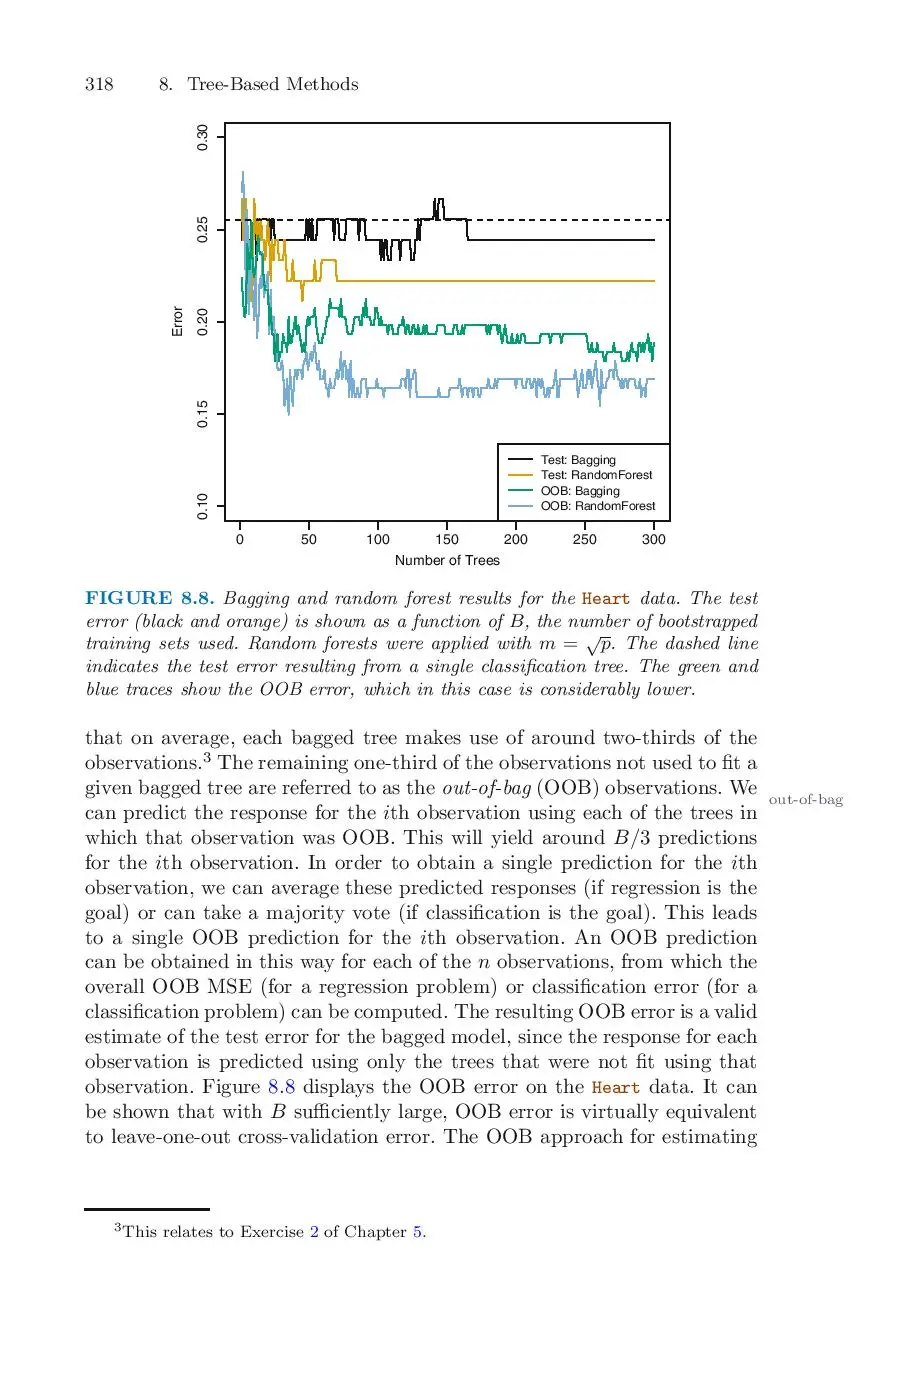 318 8. Tree-Based Methods
0.30
0.25
0.20
0.15
0.10
Error
Test: Bagging
Test: RandomForest
OOB: Bagging
OOB: RandomForest
0 50 100 150 200 250 300
Number of Trees
FIGURE 8.8. Bagging and random forest results for the Heart data. The test
error (black and orange) is shown as a function of B, the number of bootstrapped
training sets used. Random forests were applied with m = √p. The dashed line
indicates the test error resulting from a single classification tree. The green and
blue traces show the OOB error, which in this case is considerably lower.
that on average, each bagged tree makes use of around two-thirds of the
observations.³ The remaining one-third of the observations not used to fit a
given bagged tree are referred to as the out-of-bag (OOB) observations. We
out-of-bag
can predict the response for the ith observation using each of the trees in
which that observation was OOB. This will yield around B/3 predictions
for the ith observation. In order to obtain a single prediction for the ith
observation, we can average these predicted responses (if regression is the
goal) or can take a majority vote (if classification is the goal). This leads
to a single OOB prediction for the ith observation. An OOB prediction
can be obtained in this way for each of the n observations, from which the
overall OOB MSE (for a regression problem) or classification error (for a
classification problem) can be computed. The resulting OOB error is a valid
estimate of the test error for the bagged model, since the response for each
observation is predicted using only the trees that were not fit using that
observation. Figure 8.8 displays the OOB error on the Heart data. It can
be shown that with B sufficiently large, OOB error is virtually equivalent
to leave-one-out cross-validation error. The OOB approach for estimating
³This relates to Exercise 2 of Chapter 5.